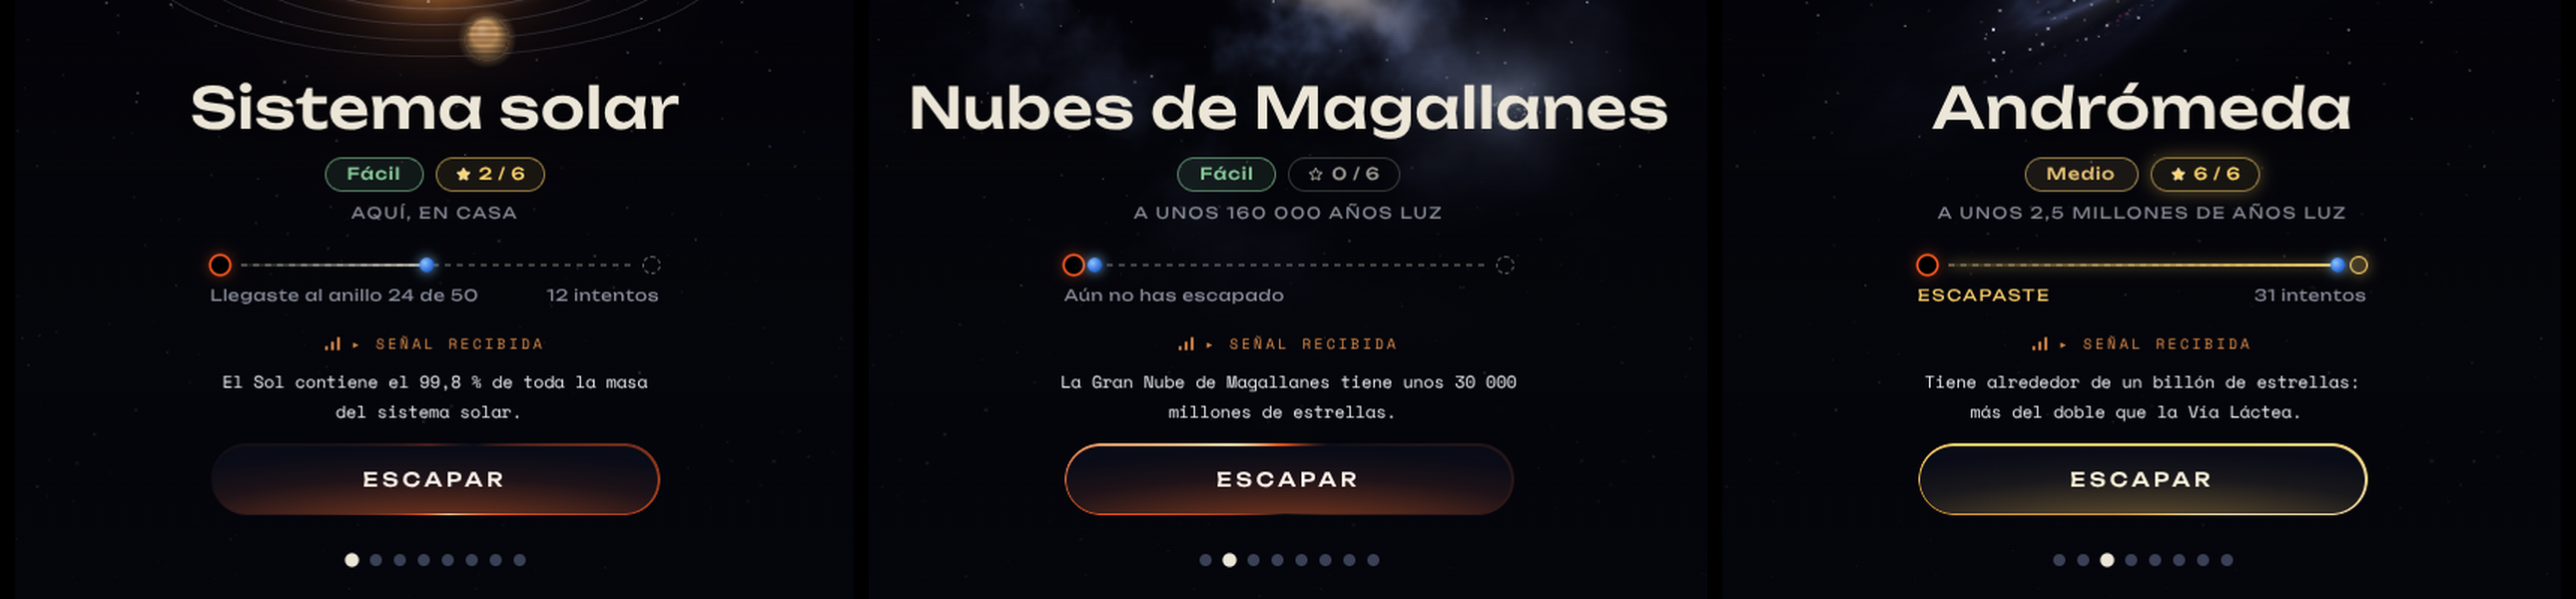 Sistema solar
Fácil
★ 2 / 6
AQUÍ, EN CASA
Llegaste al anillo 24 de 50
12 intentos
▸ SEÑAL RECIBIDA
El Sol contiene el 99,8 % de toda la masa
del sistema solar.
ESCAPAR
Nubes de Magallanes
Fácil
☆ 0 / 6
A UNOS 160 000 AÑOS LUZ
Aún no has escapado
▸ SEÑAL RECIBIDA
La Gran Nube de Magallanes tiene unos 30 000
millones de estrellas.
ESCAPAR
Andrómeda
Medio
★ 6 / 6
A UNOS 2,5 MILLONES DE AÑOS LUZ
ESCAPASTE
31 intentos
▸ SEÑAL RECIBIDA
Tiene alrededor de un billón de estrellas:
más del doble que la Vía Láctea.
ESCAPAR